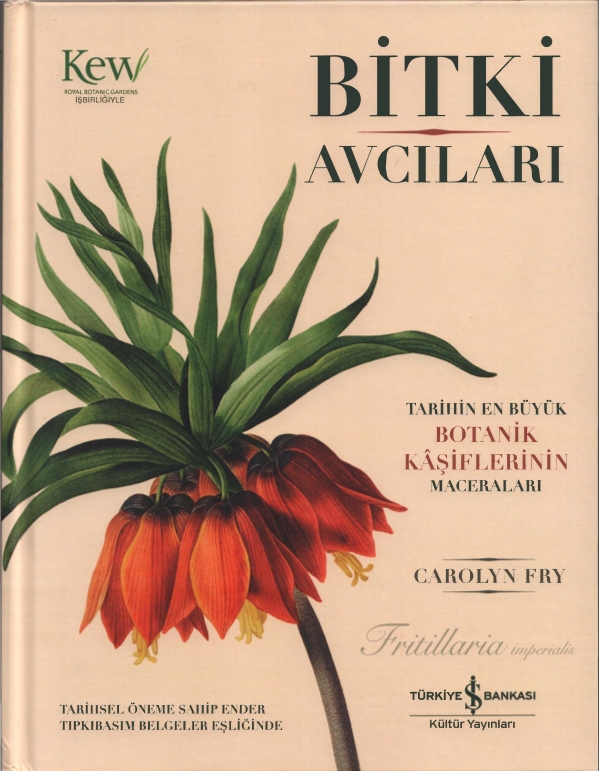 Kew
ROYAL BOTANIC GARDENS
İŞBİRLİĞİYLE
BİTKİ
AVCILARI
TARİHİN EN BÜYÜK
BOTANİK
KÂŞİFLERİNİN
MACERALARI
CAROLYN FRY
Fritillaria imperialis
TÜRKİYE İŞ BANKASI
Kültür Yayınları
TARİHSEL ÖNEME SAHİP ENDER
TIPKIBASIM BELGELER EŞLİĞİNDE